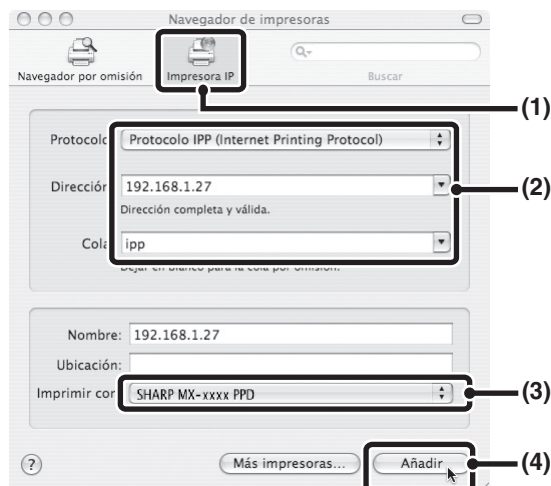 Navegador de impresoras
Navegador por omisión
Impresora IP
Buscar
(1)
Protocolo
Protocolo IPP (Internet Printing Protocol)
Dirección
192.168.1.27
(2)
Dirección completa y válida.
Cola
ipp
Dejar en blanco para la cola por omisión.
Nombre: 192.168.1.27
Ubicación:
Imprimir con
SHARP MX-xxxx PPD
(3)
?
Más impresoras...
Añadir
(4)